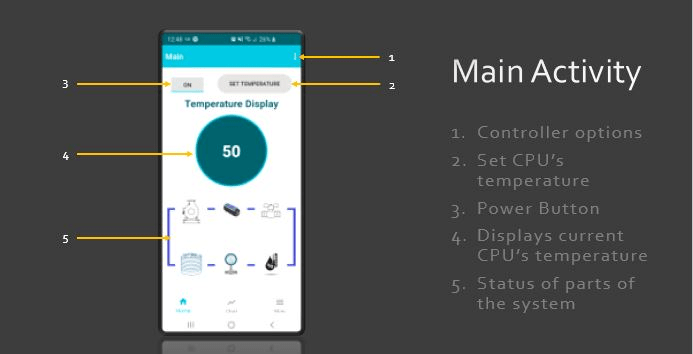 12:48
26%
Main
1
3
ON
SET TEMPERATURE
2
Temperature Display
4
50
5
Home
Chart
Menu
Main Activity
1. Controller options
2. Set CPU's
temperature
3. Power Button
4. Displays current
CPU's temperature
5. Status of parts of
the system